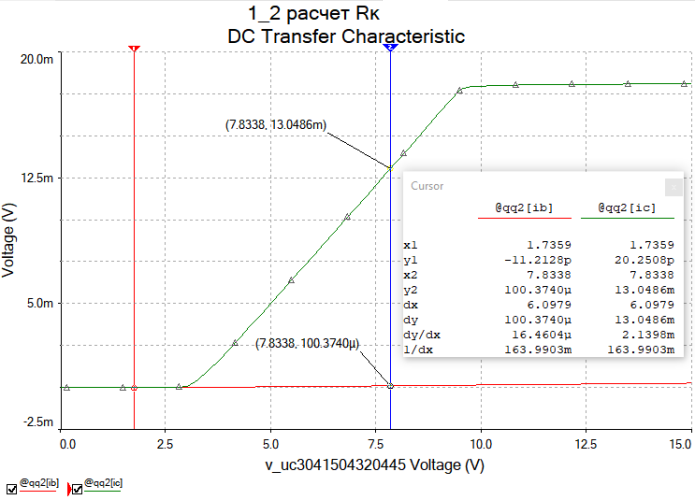 1_2 расчет Rк
DC Transfer Characteristic
20.0m
12.5m
5.0m
-2.5m
Voltage (V)
1
2
(7.8338, 13.0486m)
(7.8338, 100.3740µ)
Cursor
x
@qq2[ib] @qq2[ic]
x1 1.7359 1.7359
y1 -11.2128p 20.2508p
x2 7.8338 7.8338
y2 100.3740µ 13.0486m
dx 6.0979 6.0979
dy 100.3740µ 13.0486m
dy/dx 16.4604µ 2.1398m
1/dx 163.9903m 163.9903m
0.0 2.5 5.0 7.5 10.0 12.5 15.0
v_uc3041504320445 Voltage (V)
@qq2[ib] @qq2[ic]